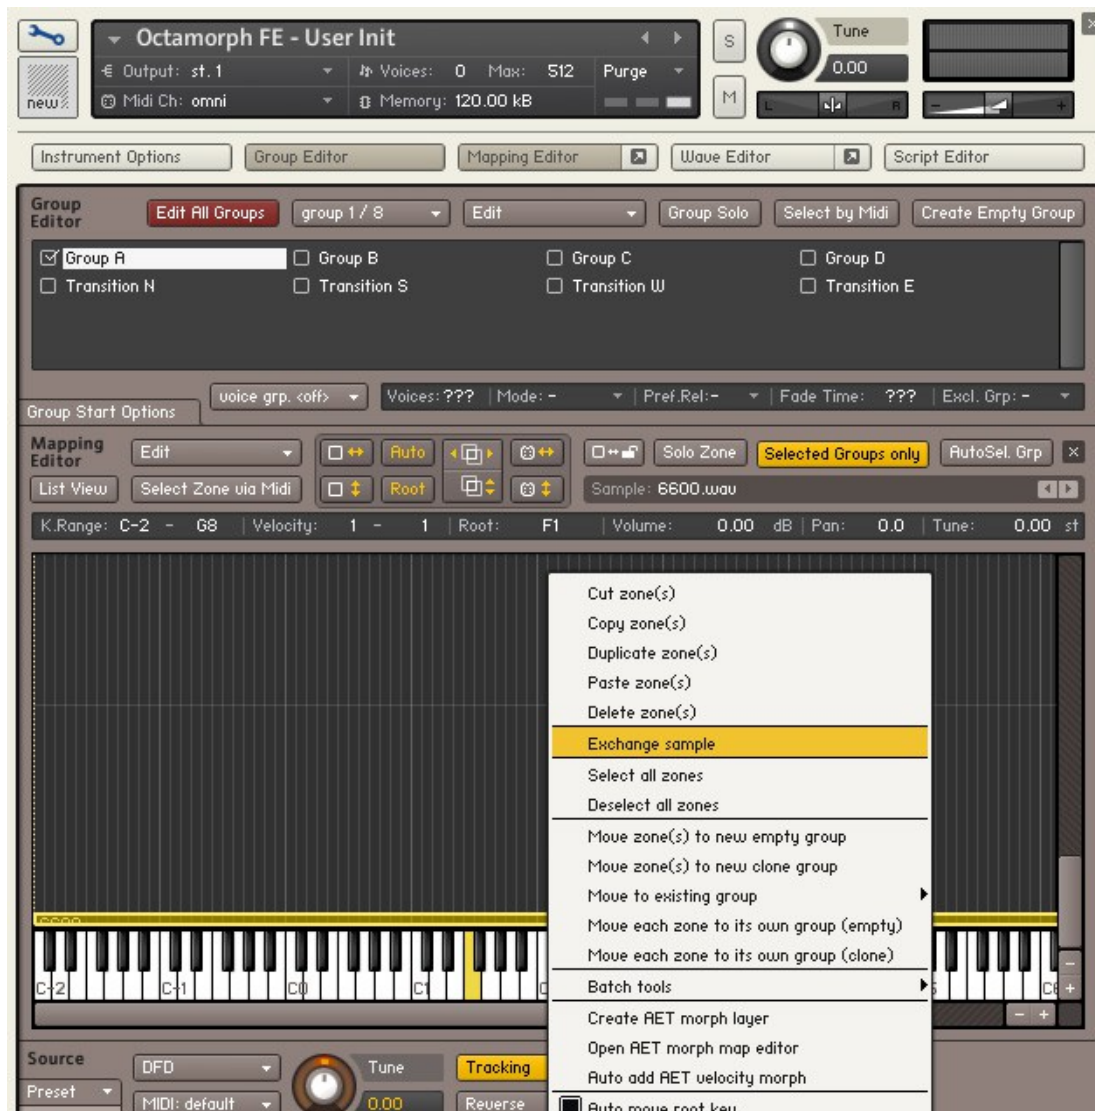 Octamorph FE - User Init
S
Tune
Output: st.1 Voices: 0 Max: 512 Purge
0.00
new
Midi Ch: omni Memory: 120.00 kB
M
L R - +
Instrument Options Group Editor Mapping Editor Wave Editor Script Editor
Group Editor Edit All Groups group 1 / 8 Edit Group Solo Select by Midi Create Empty Group
Group A Group B Group C Group D
Transition N Transition S Transition W Transition E
Group Start Options voice grp. <off> Voices: ??? | Mode: - | Pref.Rel:- | Fade Time: ??? | Excl. Grp: -
Mapping Editor Edit Auto Solo Zone Selected Groups only AutoSel. Grp
List View Select Zone via Midi Root Sample: 6600.wav
K.Range: C-2 - G8 | Velocity: 1 - 1 | Root: F1 | Volume: 0.00 dB | Pan: 0.0 | Tune: 0.00 st
Cut zone(s)
Copy zone(s)
Duplicate zone(s)
Paste zone(s)
Delete zone(s)
Exchange sample
Select all zones
Deselect all zones
Move zone(s) to new empty group
Move zone(s) to new clone group
Move to existing group
Move each zone to its own group (empty)
Move each zone to its own group (clone)
Batch tools
Create AET morph layer
Open AET morph map editor
Auto add AET velocity morph
Auto move root key
6600
C-2 C-1 C0 C1
- +
Source DFD Tune Tracking
Preset MIDI: default 0.00 Reverse